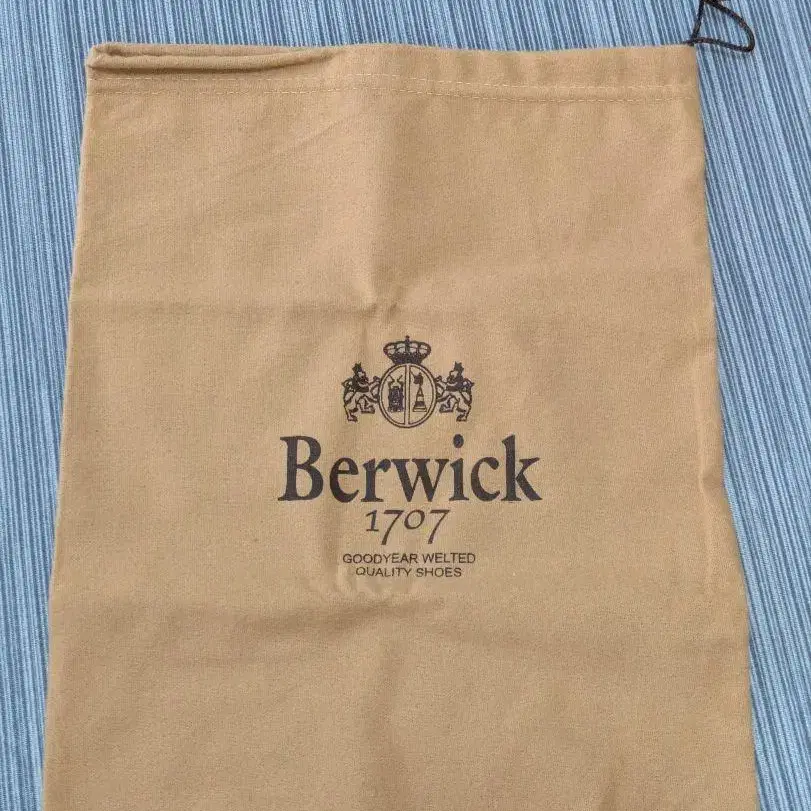 Berwick
1707
GOODYEAR WELTED
QUALITY SHOES